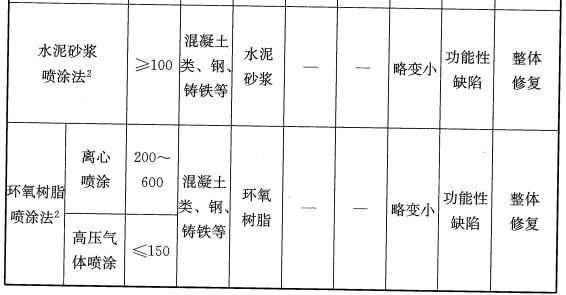 水泥砂浆
喷涂法²
≥100
混凝土
类、钢、
铸铁等
水泥
砂浆
—
—
略变小
功能性
缺陷
整体
修复
环氧树脂
喷涂法²
离心
喷涂
200～
600
高压气
体喷涂
≤150
混凝土
类、钢、
铸铁等
环氧
树脂
—
—
略变小
功能性
缺陷
整体
修复